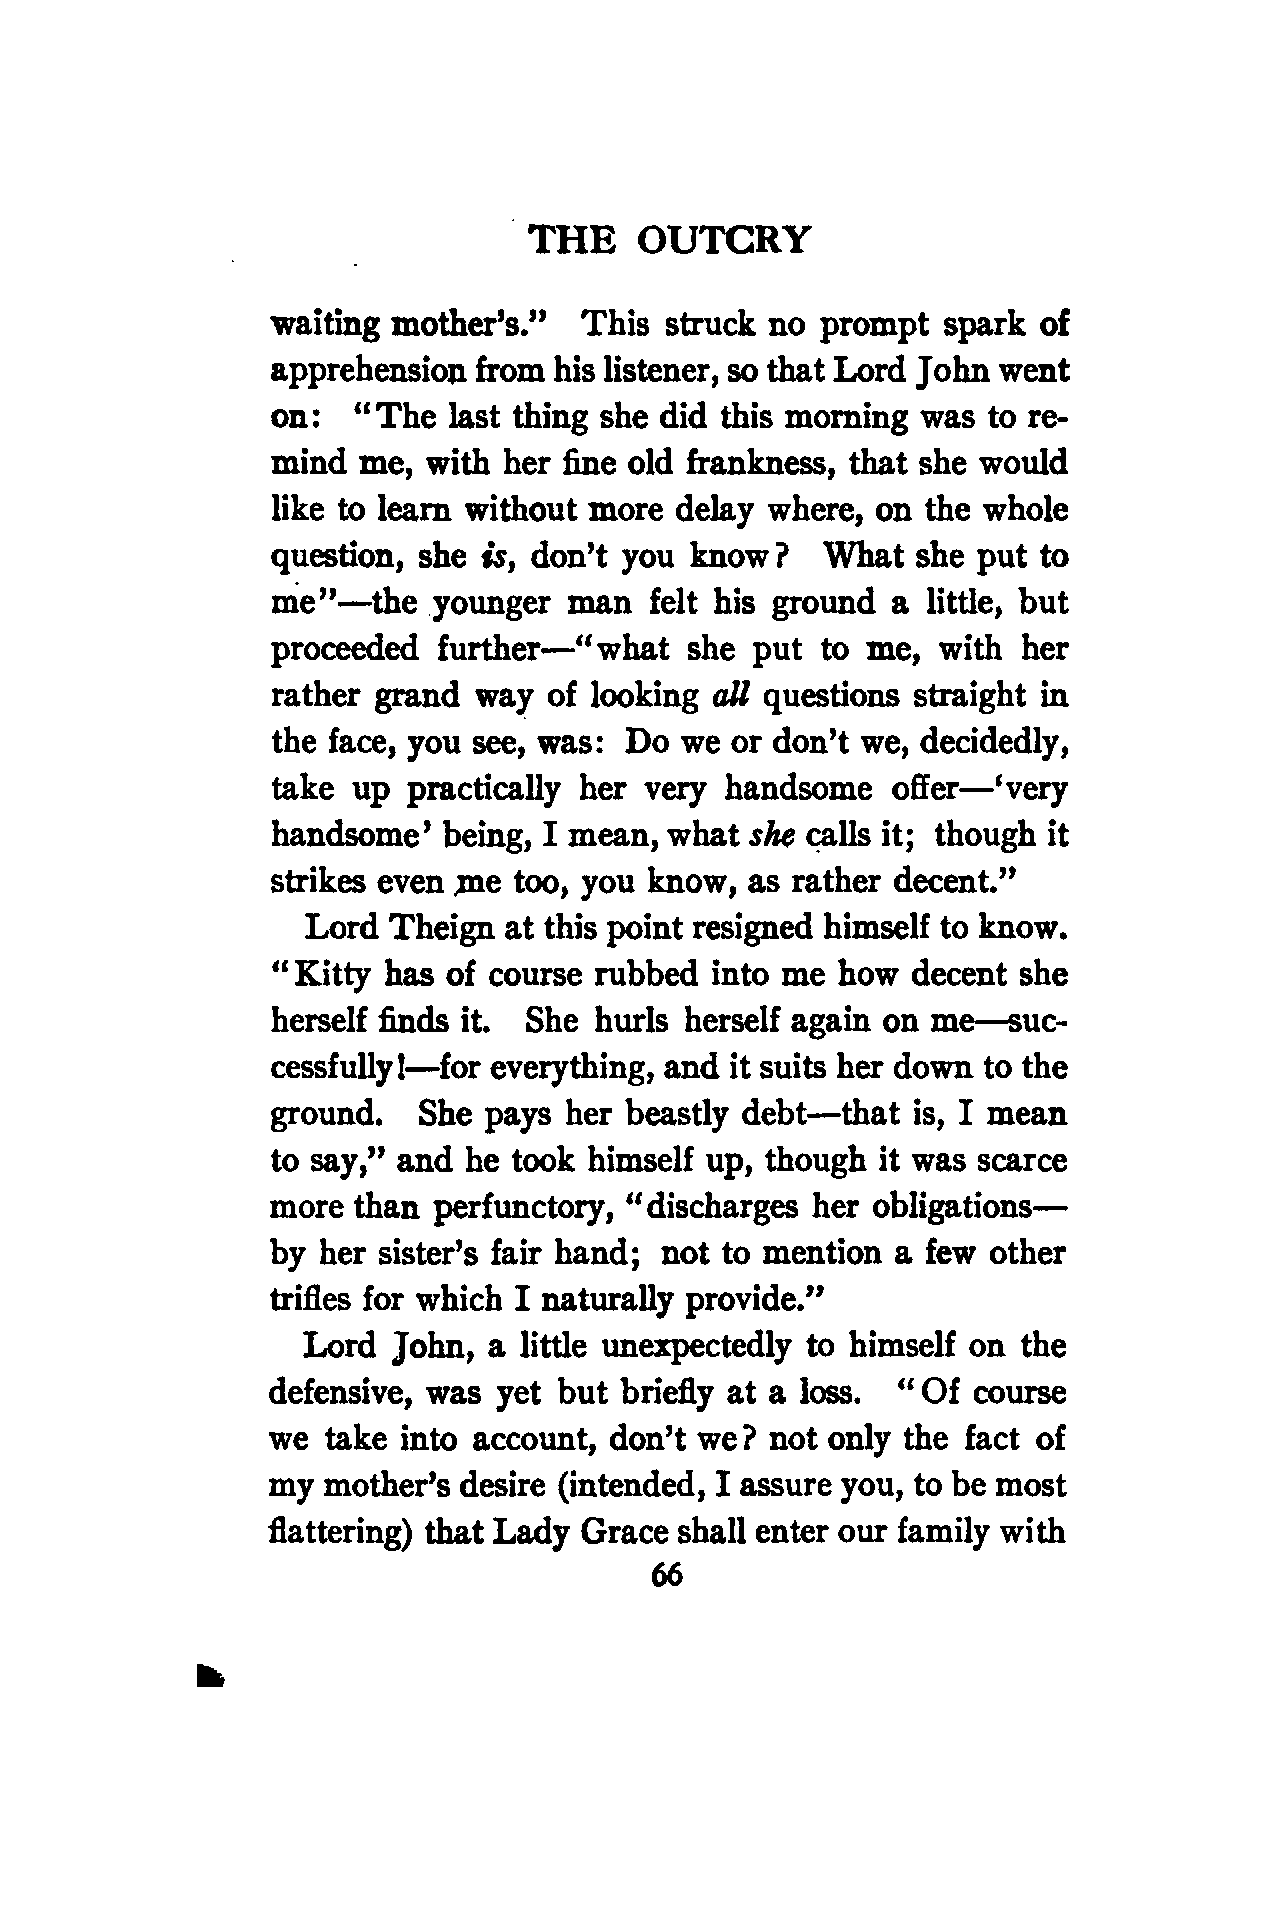 THE OUTCRY
waiting mother's." This struck no prompt spark of
apprehension from his listener, so that Lord John went
on: "The last thing she did this morning was to re-
mind me, with her fine old frankness, that she would
like to learn without more delay where, on the whole
question, she is, don't you know? What she put to
me"—the younger man felt his ground a little, but
proceeded further—"what she put to me, with her
rather grand way of looking all questions straight in
the face, you see, was: Do we or don't we, decidedly,
take up practically her very handsome offer—'very
handsome' being, I mean, what she calls it; though it
strikes even me too, you know, as rather decent."
Lord Theign at this point resigned himself to know.
"Kitty has of course rubbed into me how decent she
herself finds it. She hurls herself again on me—suc-
cessfully!—for everything, and it suits her down to the
ground. She pays her beastly debt—that is, I mean
to say," and he took himself up, though it was scarce
more than perfunctory, "discharges her obligations—
by her sister's fair hand; not to mention a few other
trifles for which I naturally provide."
Lord John, a little unexpectedly to himself on the
defensive, was yet but briefly at a loss. "Of course
we take into account, don't we? not only the fact of
my mother's desire (intended, I assure you, to be most
flattering) that Lady Grace shall enter our family with
66